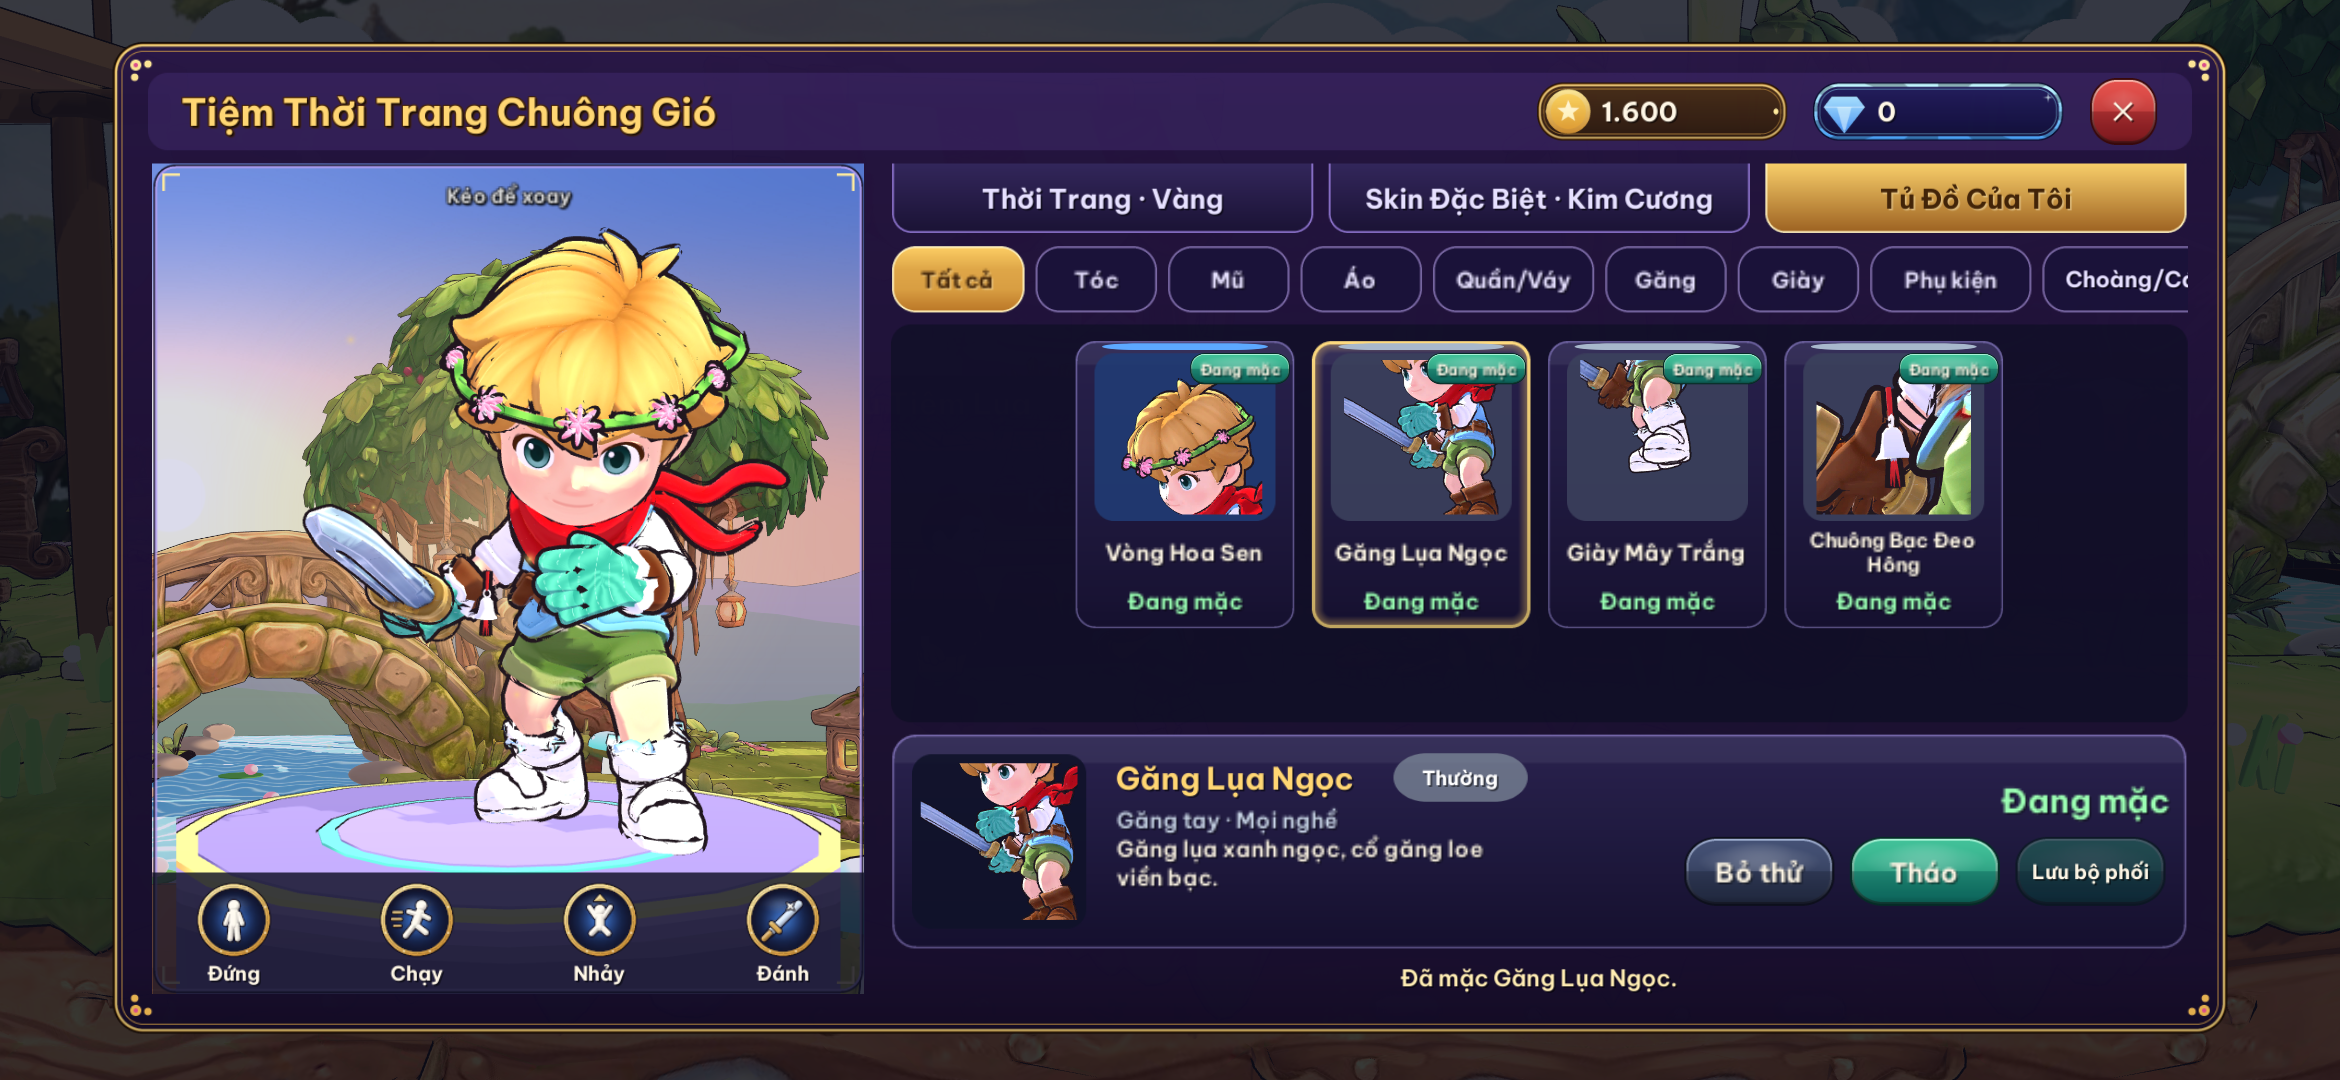 Tiệm Thời Trang Chuông Gió
1.600
0
Kéo để xoay
Thời Trang · Vàng
Skin Đặc Biệt · Kim Cương
Tủ Đồ Của Tôi
Tất cả
Tóc
Mũ
Áo
Quần/Váy
Găng
Giày
Phụ kiện
Choàng/Cá
Đang mặc
Đang mặc
Đang mặc
Đang mặc
Vòng Hoa Sen
Găng Lụa Ngọc
Giày Mây Trắng
Chuông Bạc Đeo
Hông
Đang mặc
Đang mặc
Đang mặc
Đang mặc
Găng Lụa Ngọc
Thường
Găng tay · Mọi nghề
Găng lụa xanh ngọc, cổ găng loe
viền bạc.
Đang mặc
Bỏ thử
Tháo
Lưu bộ phối
Đứng
Chạy
Nhảy
Đánh
Đã mặc Găng Lụa Ngọc.